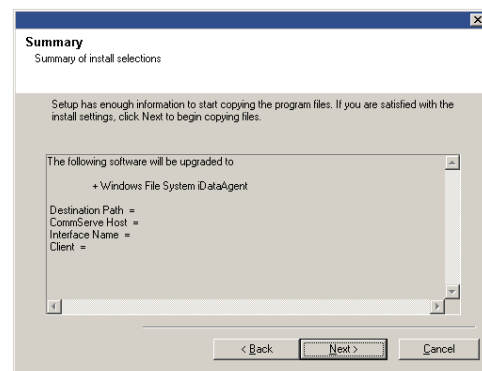 Summary
Summary of install selections
Setup has enough information to start copying the program files. If you are satisfied with the
install settings, click Next to begin copying files.
The following software will be upgraded to
+ Windows File System iDataAgent
Destination Path =
CommServe Host =
Interface Name =
Client =
< Back
Next >
Cancel